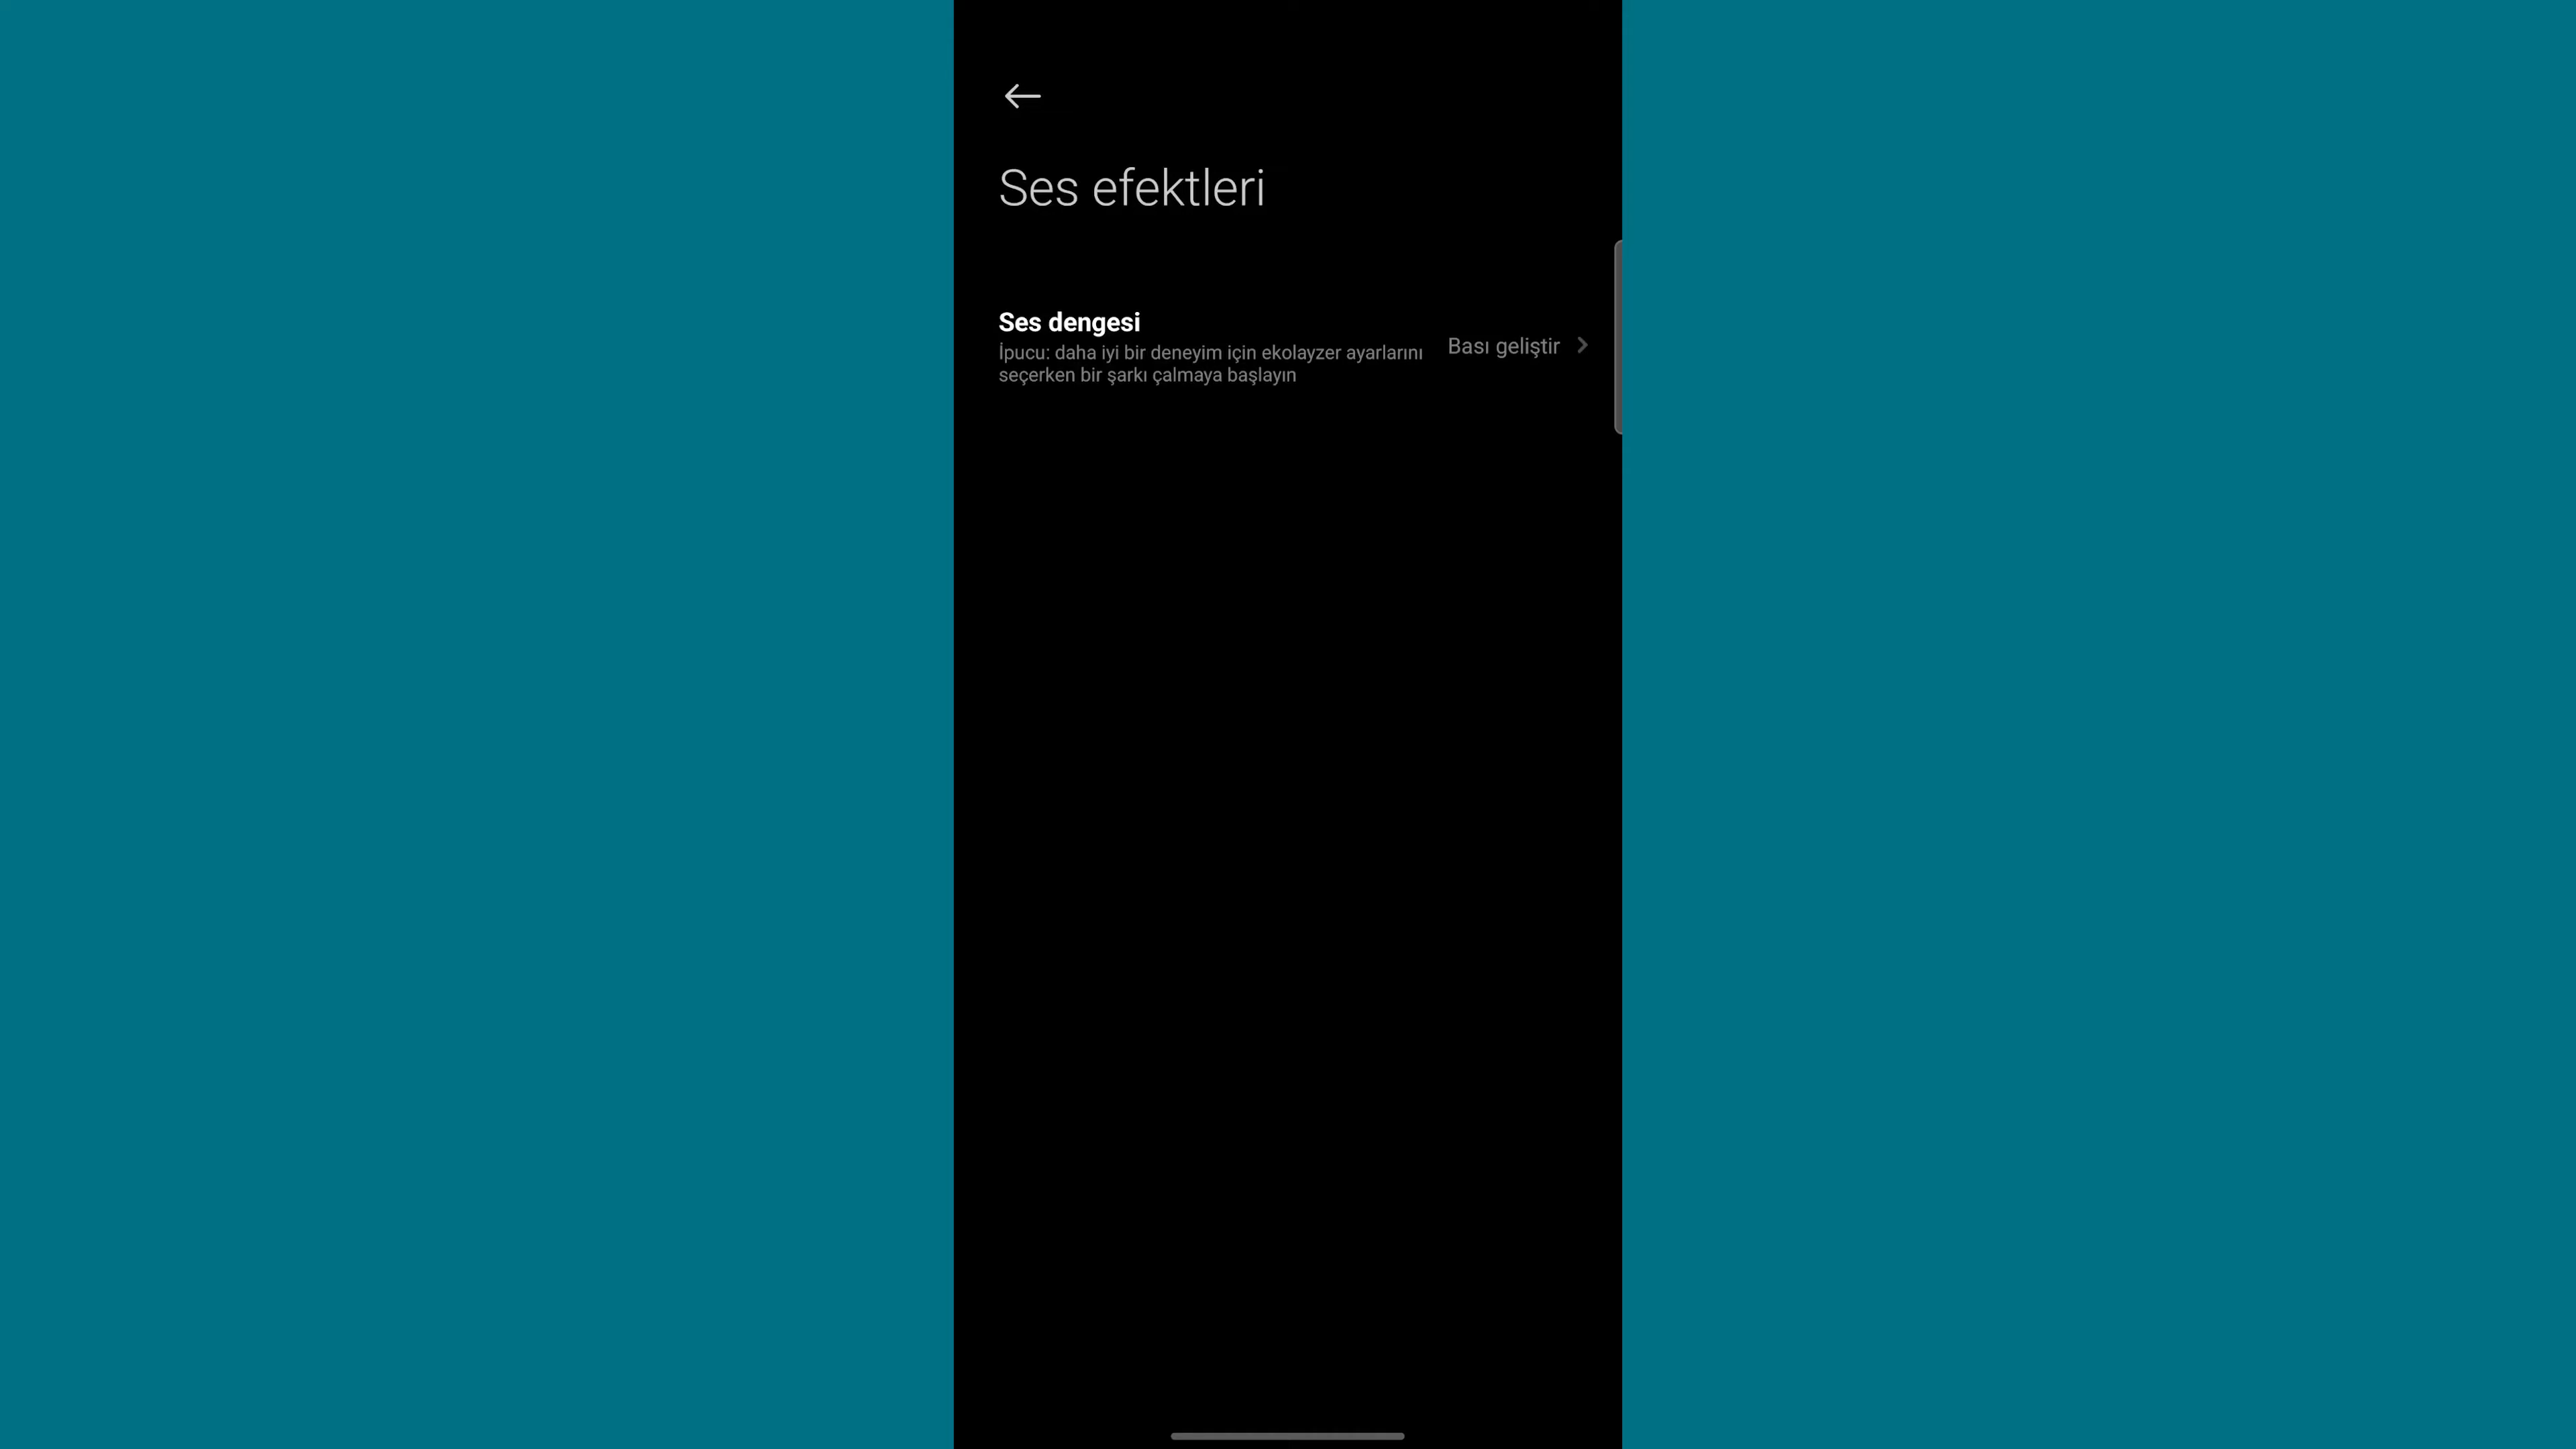 Ses efektleri
Ses dengesi
İpucu: daha iyi bir deneyim için ekolayzer ayarlarını
seçerken bir şarkı çalmaya başlayın
Bası geliştir